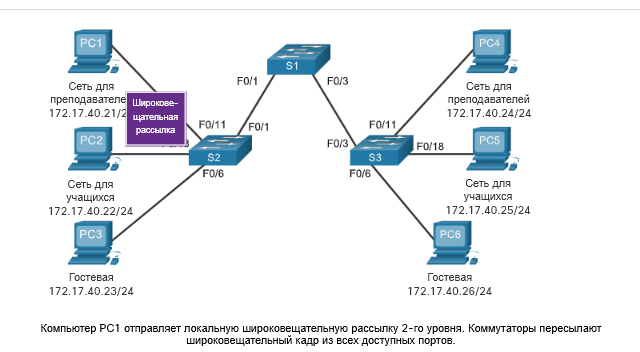 PC1
Сеть для
преподавателе
172.17.40.21/2
Широкове-
щательная
рассылка
F0/11
F0/1
PC2
S2
F0/6
Сеть для
учащихся
172.17.40.22/24
PC3
Гостевая
172.17.40.23/24
S1
F0/1
F0/3
PC4
Сеть для
преподавателей
172.17.40.24/24
F0/11
F0/3
F0/18
S3
F0/6
PC5
Сеть для
учащихся
172.17.40.25/24
PC6
Гостевая
172.17.40.26/24
Компьютер PC1 отправляет локальную широковещательную рассылку 2-го уровня. Коммутаторы пересылают
широковещательный кадр из всех доступных портов.